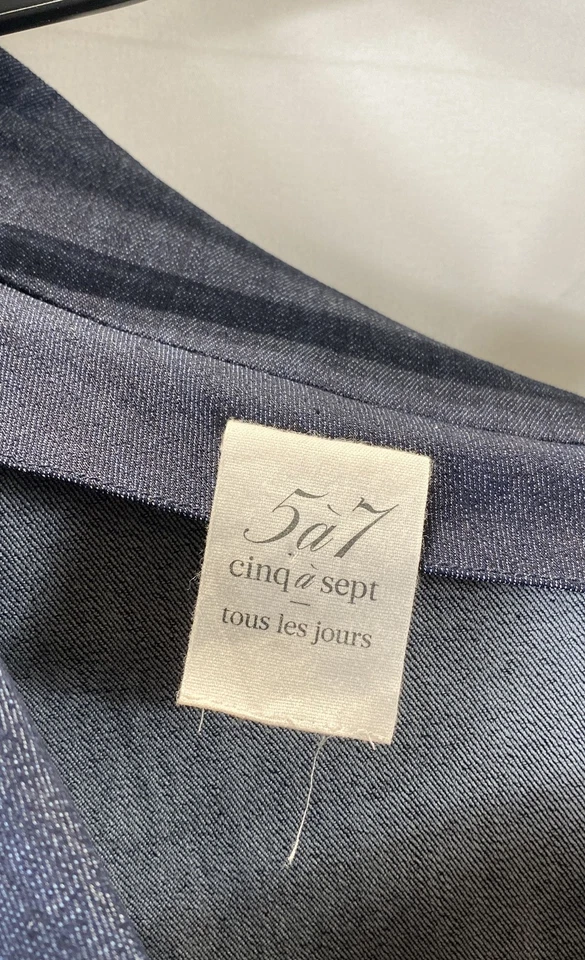 5à7
cinq à sept
tous les jours